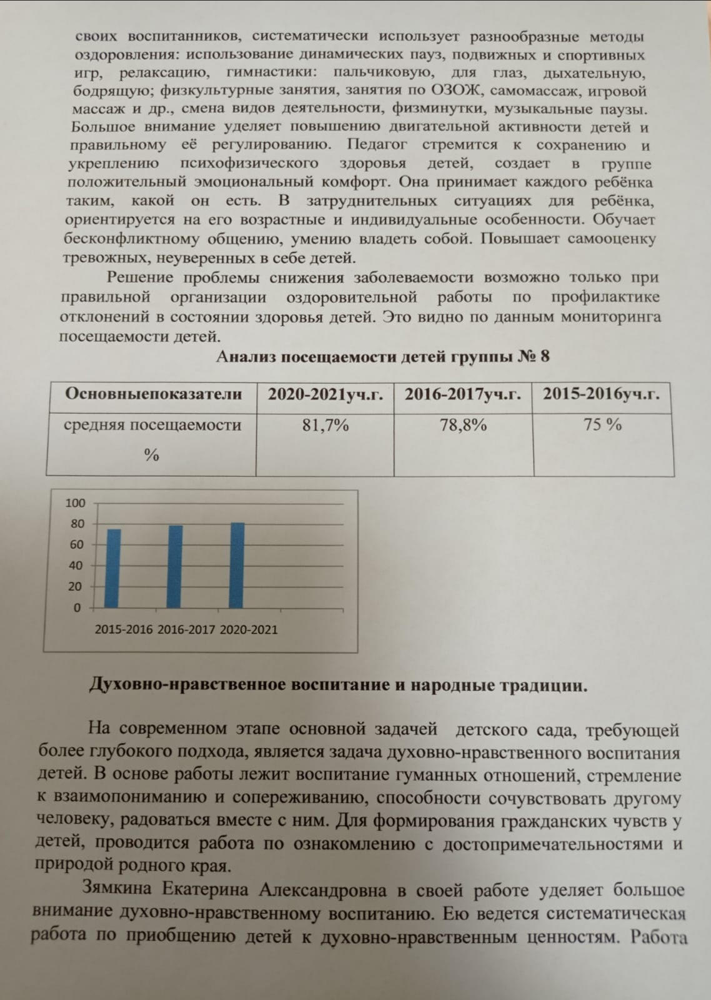 своих воспитанников, систематически использует разнообразные методы
оздоровления: использование динамических пауз, подвижных и спортивных
игр, релаксацию, гимнастики: пальчиковую, для глаз, дыхательную,
бодрящую; физкультурные занятия, занятия по ОЗОЖ, самомассаж, игровой
массаж и др., смена видов деятельности, физминутки, музыкальные паузы.
Большое внимание уделяет повышению двигательной активности детей и
правильному её регулированию. Педагог стремится к сохранению и
укреплению психофизического здоровья детей, создает в группе
положительный эмоциональный комфорт. Она принимает каждого ребёнка
таким, какой он есть. В затруднительных ситуациях для ребёнка,
ориентируется на его возрастные и индивидуальные особенности. Обучает
бесконфликтному общению, умению владеть собой. Повышает самооценку
тревожных, неуверенных в себе детей.
Решение проблемы снижения заболеваемости возможно только при
правильной организации оздоровительной работы по профилактике
отклонений в состоянии здоровья детей. Это видно по данным мониторинга
посещаемости детей.
Анализ посещаемости детей группы № 8
Основныепоказатели 2020-2021уч.г. 2016-2017уч.г. 2015-2016уч.г.
средняя посещаемости 81,7% 78,8% 75 %
%
100
80
60
40
20
0
2015-2016 2016-2017 2020-2021
Духовно-нравственное воспитание и народные традиции.
На современном этапе основной задачей детского сада, требующей
более глубокого подхода, является задача духовно-нравственного воспитания
детей. В основе работы лежит воспитание гуманных отношений, стремление
к взаимопониманию и сопереживанию, способности сочувствовать другому
человеку, радоваться вместе с ним. Для формирования гражданских чувств у
детей, проводится работа по ознакомлению с достопримечательностями и
природой родного края.
Зямкина Екатерина Александровна в своей работе уделяет большое
внимание духовно-нравственному воспитанию. Ею ведется систематическая
работа по приобщению детей к духовно-нравственным ценностям. Работа